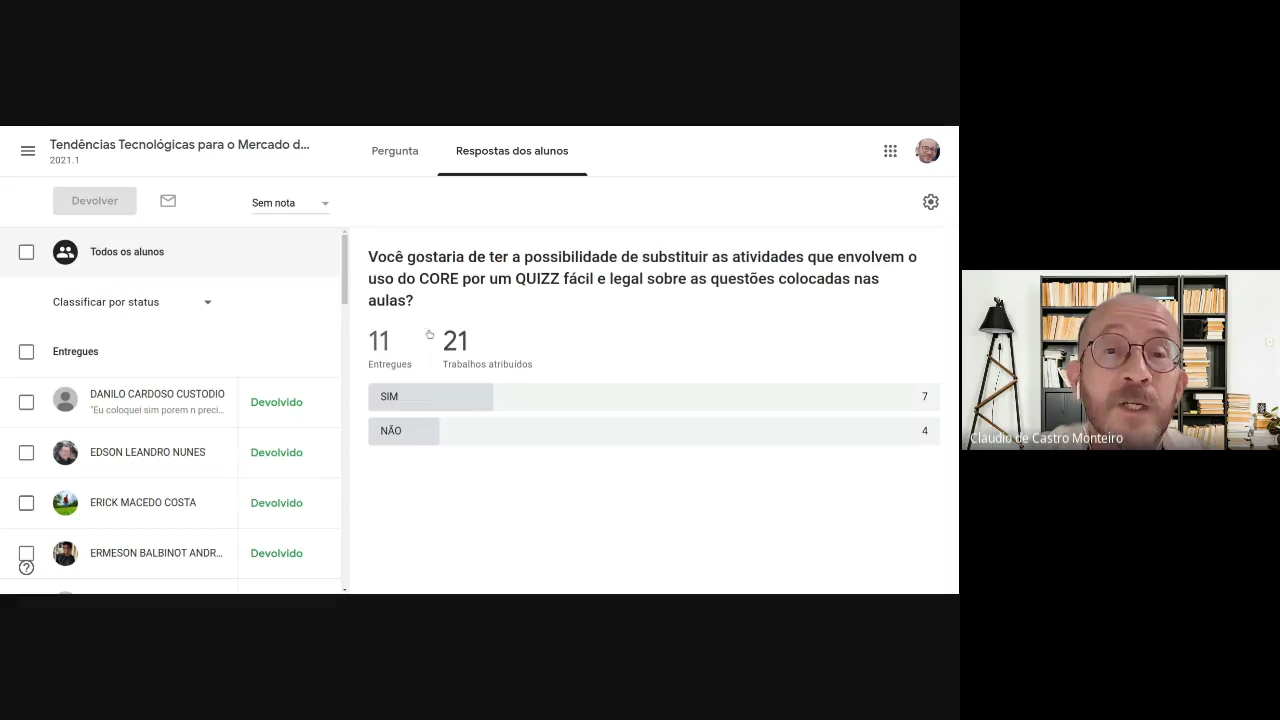 Tendências Tecnológicas para o Mercado d...
2021.1
Pergunta
Respostas dos alunos
Devolver
Sem nota
Todos os alunos
Classificar por status
Entregues
DANILO CARDOSO CUSTODIO
"Eu coloquei sim porem n preci...
Devolvido
EDSON LEANDRO NUNES
Devolvido
ERICK MACEDO COSTA
Devolvido
ERMESON BALBINOT ANDR...
Devolvido
Você gostaria de ter a possibilidade de substituir as atividades que envolvem o
uso do CORE por um QUIZZ fácil e legal sobre as questões colocadas nas
aulas?
11
Entregues
21
Trabalhos atribuídos
SIM 7
NÃO 4
Claudio de Castro Monteiro